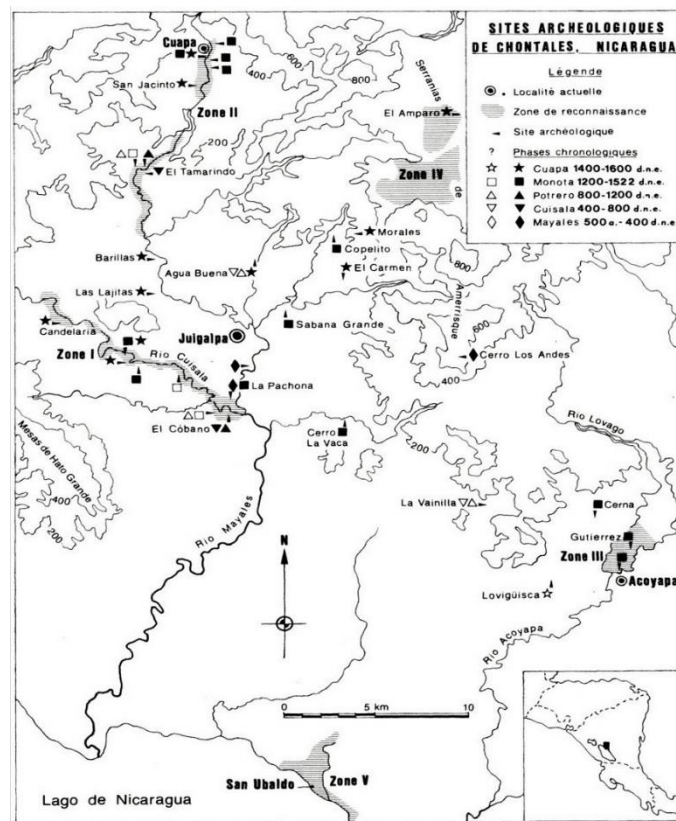 SITES ARCHEOLOGIQUES
DE CHONTALES, NICARAGUA
Légende
Localité actuelle
Zone de reconnaissance
Site archéologique
? Phases chronologiques
Cuapa 1400-1600 d.n.e.
Monota 1200-1522 d.n.e.
Potrero 800-1200 d.n.e.
Cuisala 400-800 d.n.e.
Mayales 500 a.-400 d.n.e.
Cuapa
600
400
800
San Jacinto
Zone II
Serranias
El Amparo
200
El Tamarindo
Zone IV
de
Morales
Copelito
Barillas
Agua Buena
El Carmen
800
Las Lajitas
Amerrisque
600
Candelaria
Juigalpa
Sabana Grande
Zone I
Rio Cuisala
Cerro Los Andes
400
La Pachona
Rio Lovago
El Cóbano
Cerro
La Vaca
200
Mesas de Hato Grande
400
200
La Vainilla
Cerna
Rio Mayales
Gutierrez
N
Zone III
Acoyapa
Lovigüisca
Rio Acoyapa
0 5 10
km
San Ubaldo
Zone V
Lago de Nicaragua